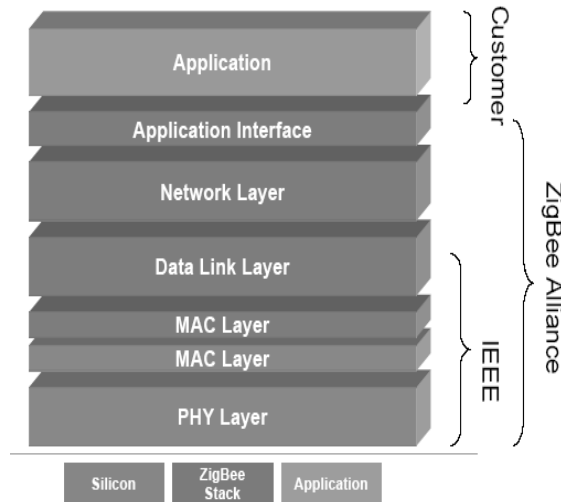 Application
Customer
Application Interface
Network Layer
Data Link Layer
MAC Layer
MAC Layer
PHY Layer
IEEE
ZigBee Alliance
Silicon
ZigBee
Stack
Application